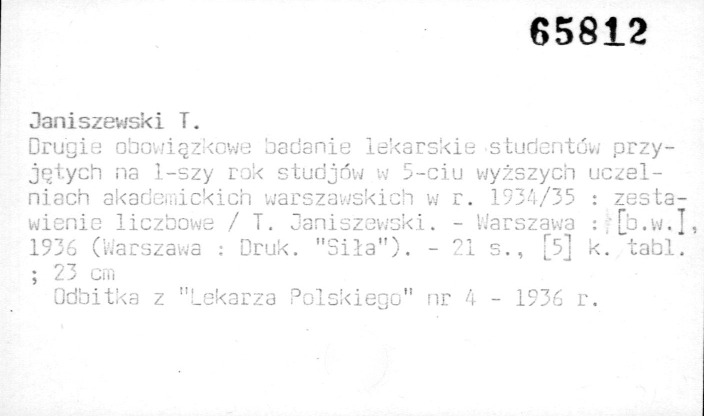 65812
Janiszewski T.
Drugie obowiązkowe badanie lekarskie studentów przy-
jętych na 1-szy rok studjów w 5-ciu wyższych uczel-
niach akademickich warszawskich w r. 1934/35 : zesta-
wienie liczbowe / T. Janiszewski. - Warszawa : [b.w.],
1936 (Warszawa : Druk. "Siła"). - 21 s., [5] k. tabl.
; 23 cm
Odbitka z "Lekarza Polskiego" nr 4 - 1936 r.